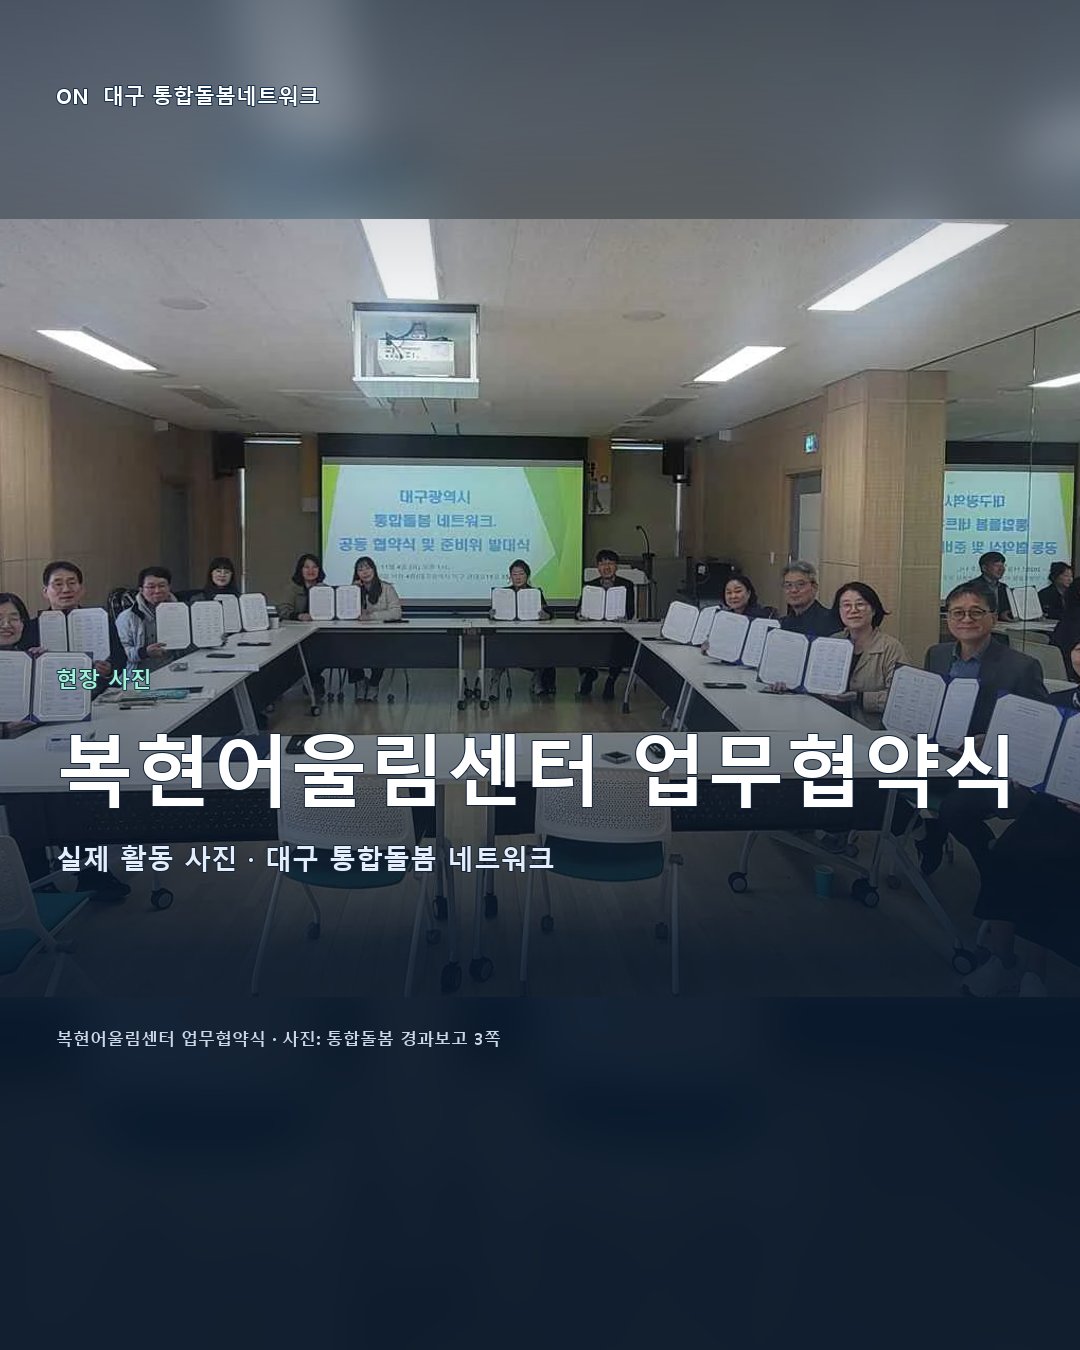 ON 대구 통합돌봄네트워크
대구광역시
통합돌봄 네트워크.
공동 협약식 및 준비위 발대식
현장 사진
복현어울림센터 업무협약식
실제 활동 사진 · 대구 통합돌봄 네트워크
복현어울림센터 업무협약식 · 사진: 통합돌봄 경과보고 3쪽